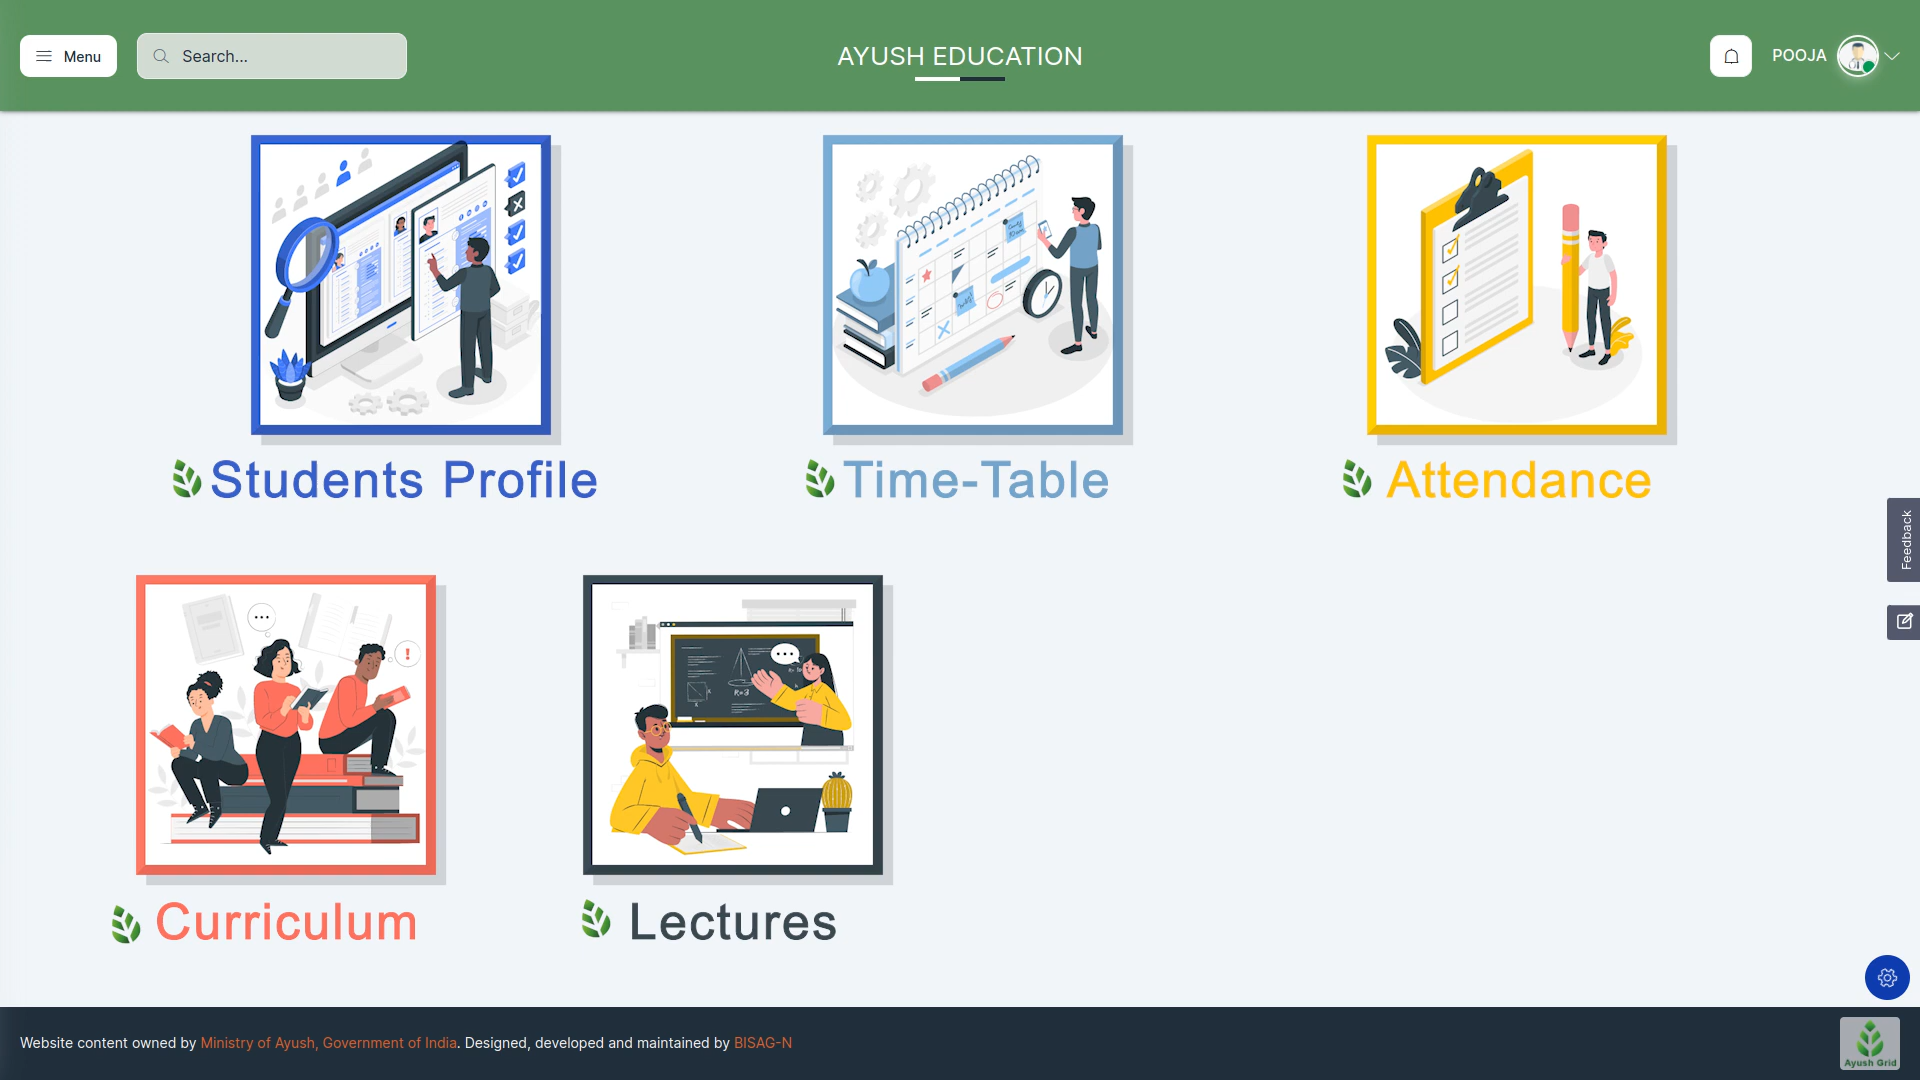 Menu
Search...
AYUSH EDUCATION
POOJA
Students Profile
Time-Table
Attendance
Feedback
R=3
Curriculum
Lectures
Website content owned by Ministry of Ayush, Government of India. Designed, developed and maintained by BISAG-N
Ayush Grid